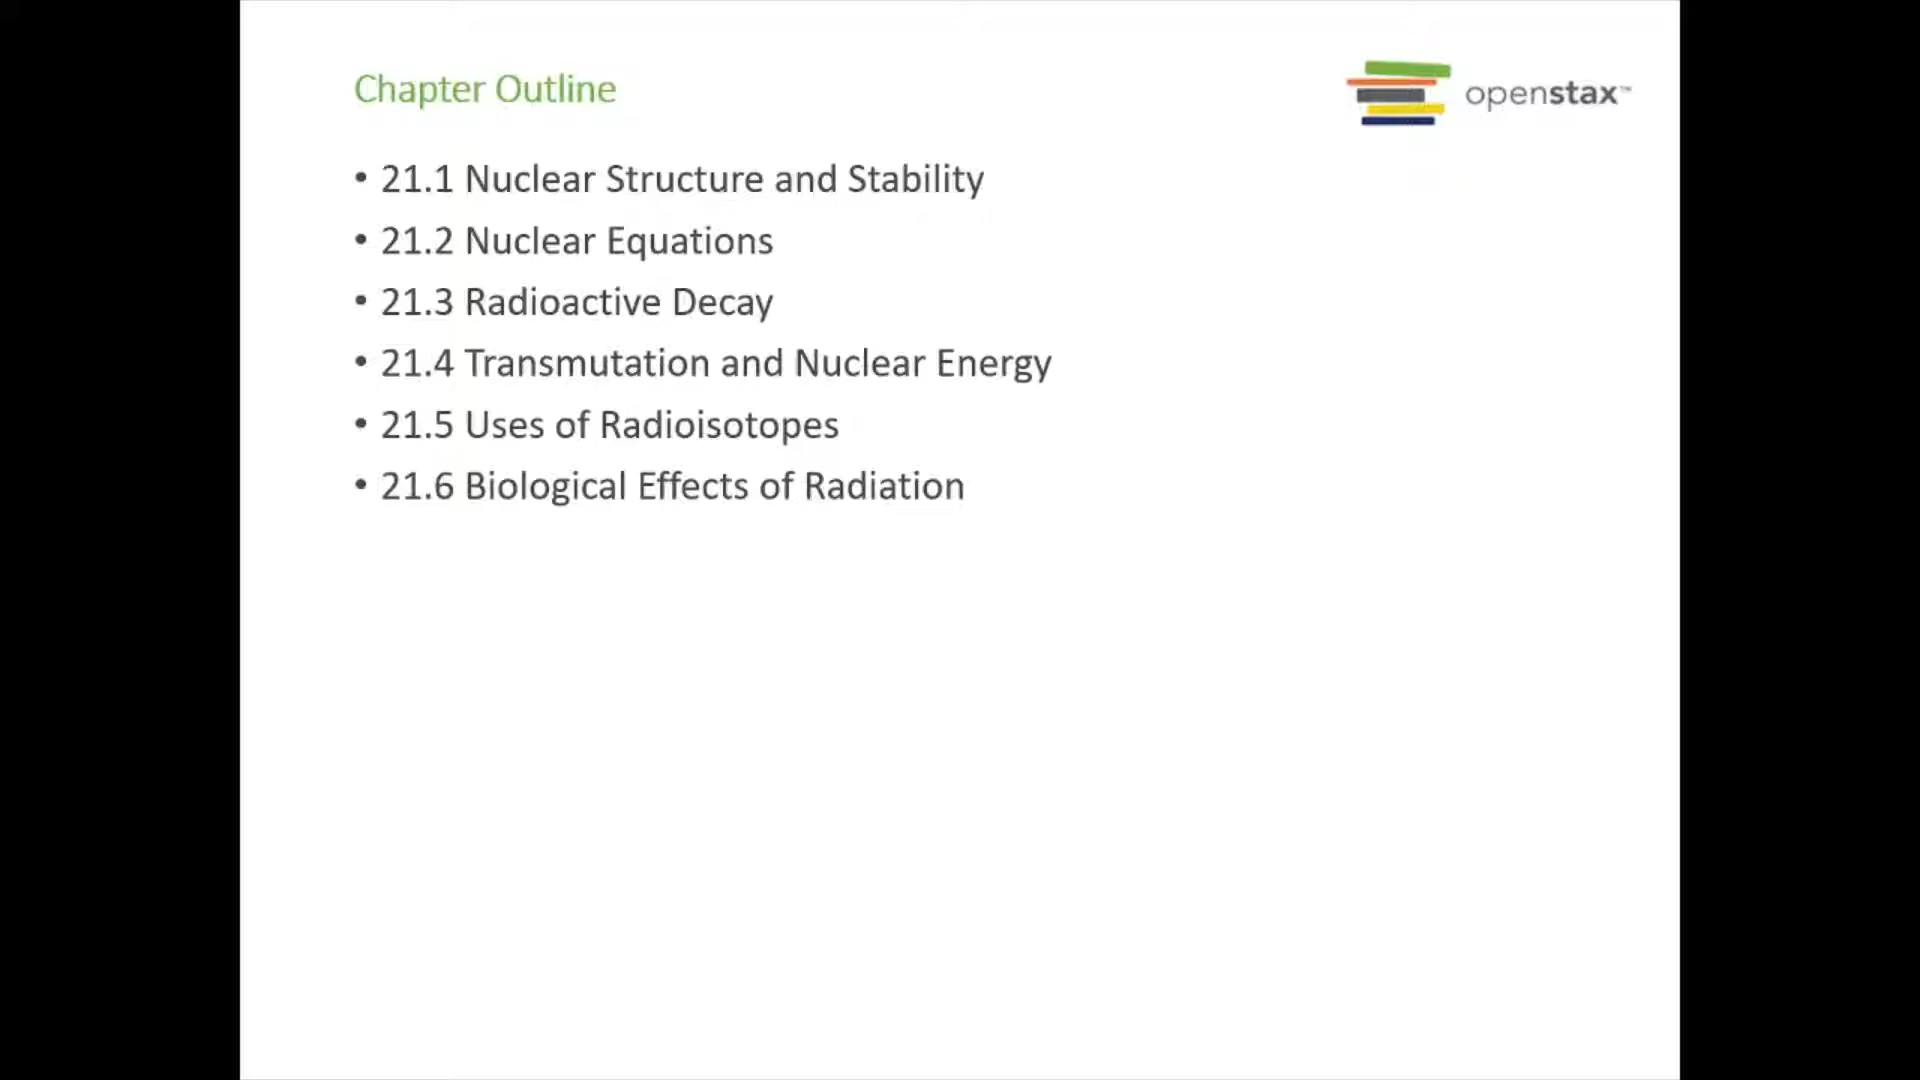 Chapter Outline
openstax™
• 21.1 Nuclear Structure and Stability
• 21.2 Nuclear Equations
• 21.3 Radioactive Decay
• 21.4 Transmutation and Nuclear Energy
• 21.5 Uses of Radioisotopes
• 21.6 Biological Effects of Radiation